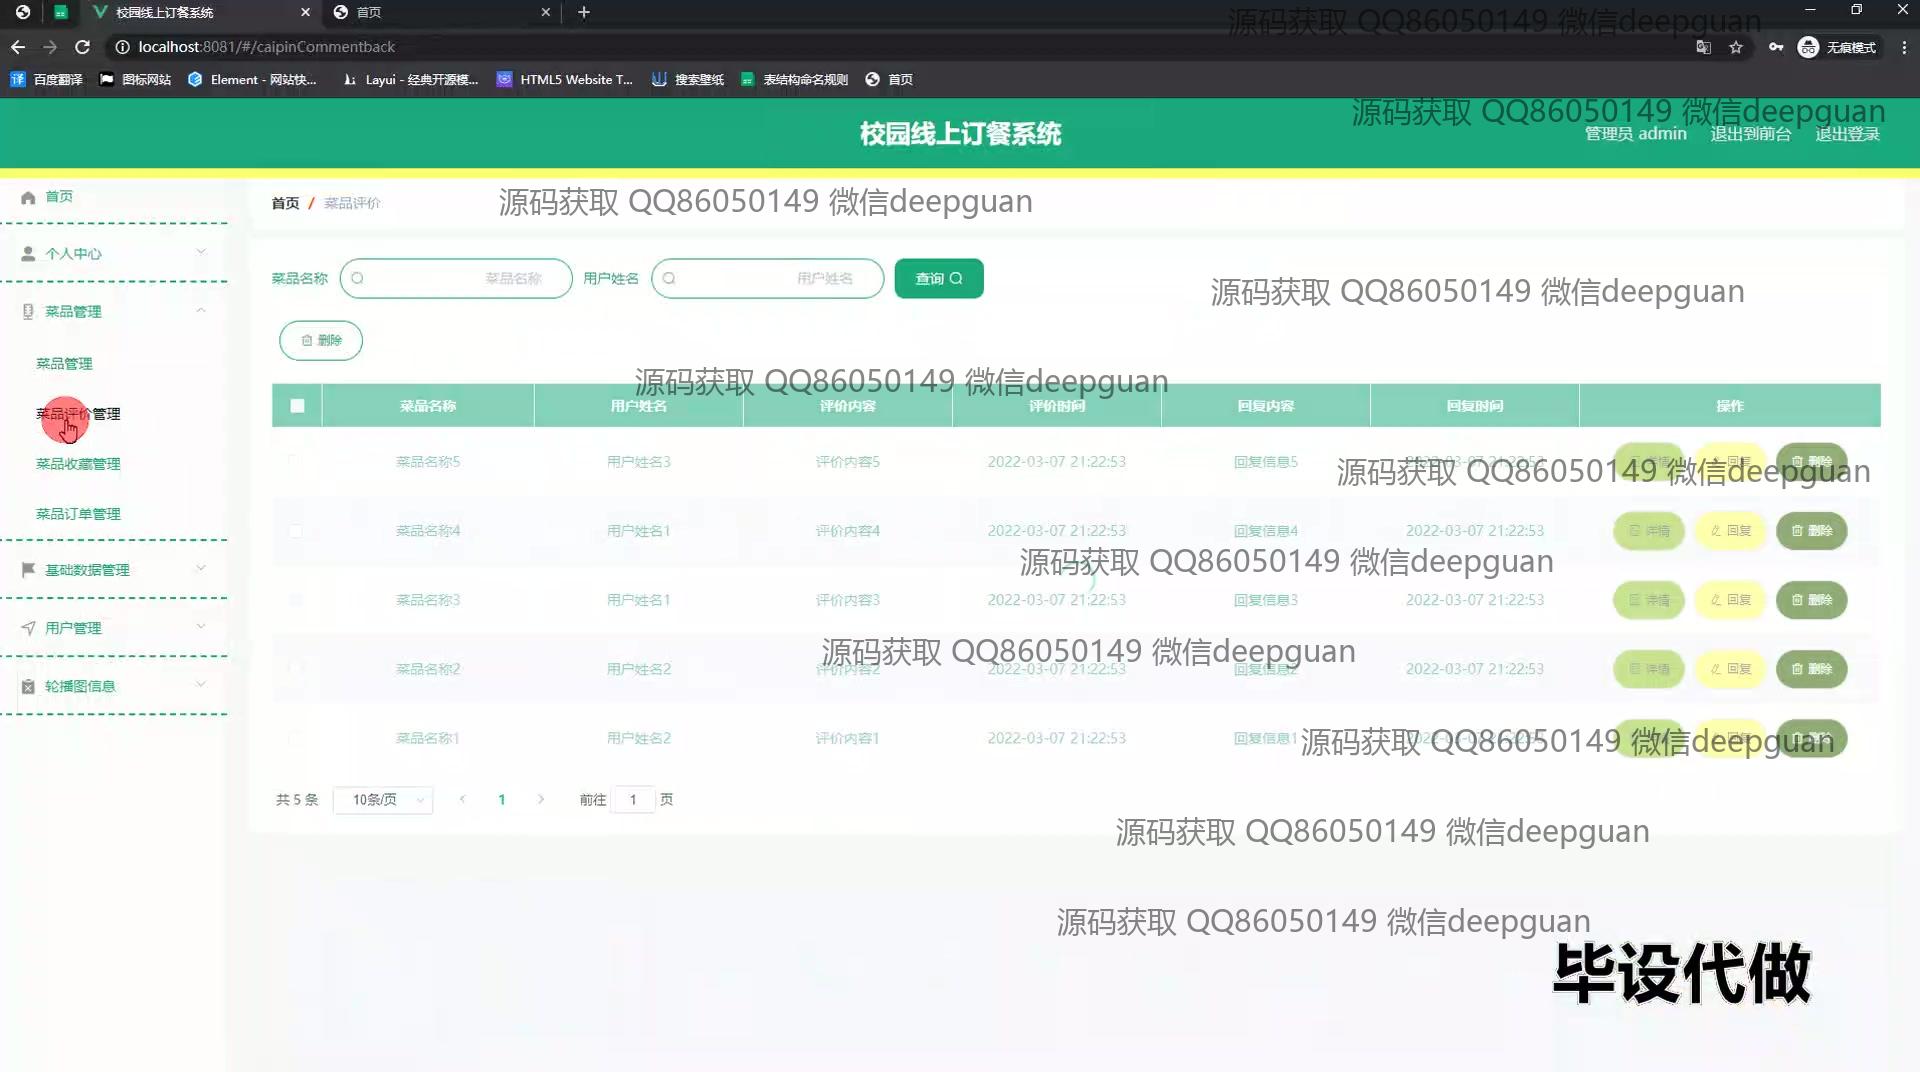 校园线上订餐系统
首页
源码获取 QQ86050149 微信deepguan
localhost:8081/#/caipinCommentback
无痕模式
百度翻译 图标网站 Element - 网站快... Layui - 经典开源模... HTML5 Website T... 搜索壁纸 表结构命名规则 首页
源码获取 QQ86050149 微信deepguan
校园线上订餐系统
管理员 admin 退出到前台 退出登录
首页
首页 / 菜品评价
源码获取 QQ86050149 微信deepguan
个人中心
菜品名称 菜品名称 用户姓名 用户姓名 查询
源码获取 QQ86050149 微信deepguan
菜品管理
删除
菜品管理
源码获取 QQ86050149 微信deepguan
菜品名称 用户姓名 评价内容 评价时间 回复内容 回复时间 操作
菜品评价管理
菜品名称5 用户姓名3 评价内容5 2022-03-07 21:22:53 回复信息5 2022-03-07 21:22:53 详情 回复 删除
源码获取 QQ86050149 微信deepguan
菜品收藏管理
菜品订单管理
菜品名称4 用户姓名1 评价内容4 2022-03-07 21:22:53 回复信息4 2022-03-07 21:22:53 详情 回复 删除
源码获取 QQ86050149 微信deepguan
基础数据管理
菜品名称3 用户姓名1 评价内容3 2022-03-07 21:22:53 回复信息3 2022-03-07 21:22:53 详情 回复 删除
用户管理
源码获取 QQ86050149 微信deepguan
菜品名称2 用户姓名2 评价内容2 2022-03-07 21:22:53 回复信息2 2022-03-07 21:22:53 详情 回复 删除
轮播图信息
菜品名称1 用户姓名2 评价内容1 2022-03-07 21:22:53 回复信息1
源码获取 QQ86050149 微信deepguan
共 5 条 10条/页 1 前往 1 页
源码获取 QQ86050149 微信deepguan
源码获取 QQ86050149 微信deepguan
毕设代做